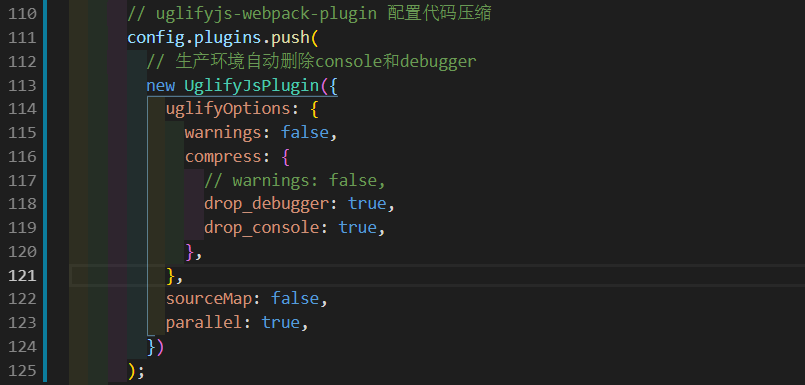 110 // uglifyjs-webpack-plugin 配置代码压缩
111 config.plugins.push(
112 // 生产环境自动删除console和debugger
113 new UglifyJsPlugin({
114 uglifyOptions: {
115 warnings: false,
116 compress: {
117 // warnings: false,
118 drop_debugger: true,
119 drop_console: true,
120 },
121 },
122 sourceMap: false,
123 parallel: true,
124 })
125 );